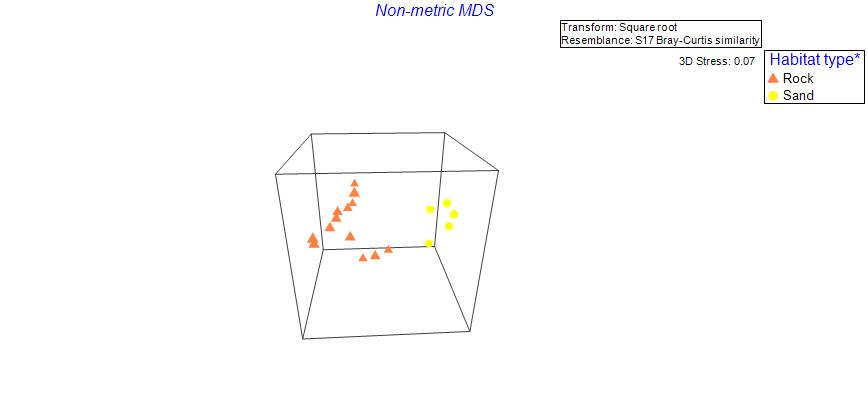 Non-metric MDS
Transform: Square root
Resemblance: S17 Bray-Curtis similarity
3D Stress: 0.07
Habitat type*
Rock
Sand